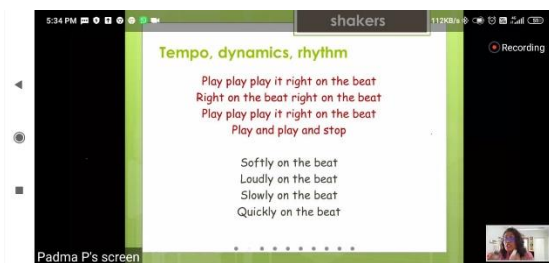 5:34 PM
shakers
112KB/s
Recording
Tempo, dynamics, rhythm
Play play play it right on the beat
Right on the beat right on the beat
Play play play it right on the beat
Play and play and stop
Softly on the beat
Loudly on the beat
Slowly on the beat
Quickly on the beat
Padma P's screen